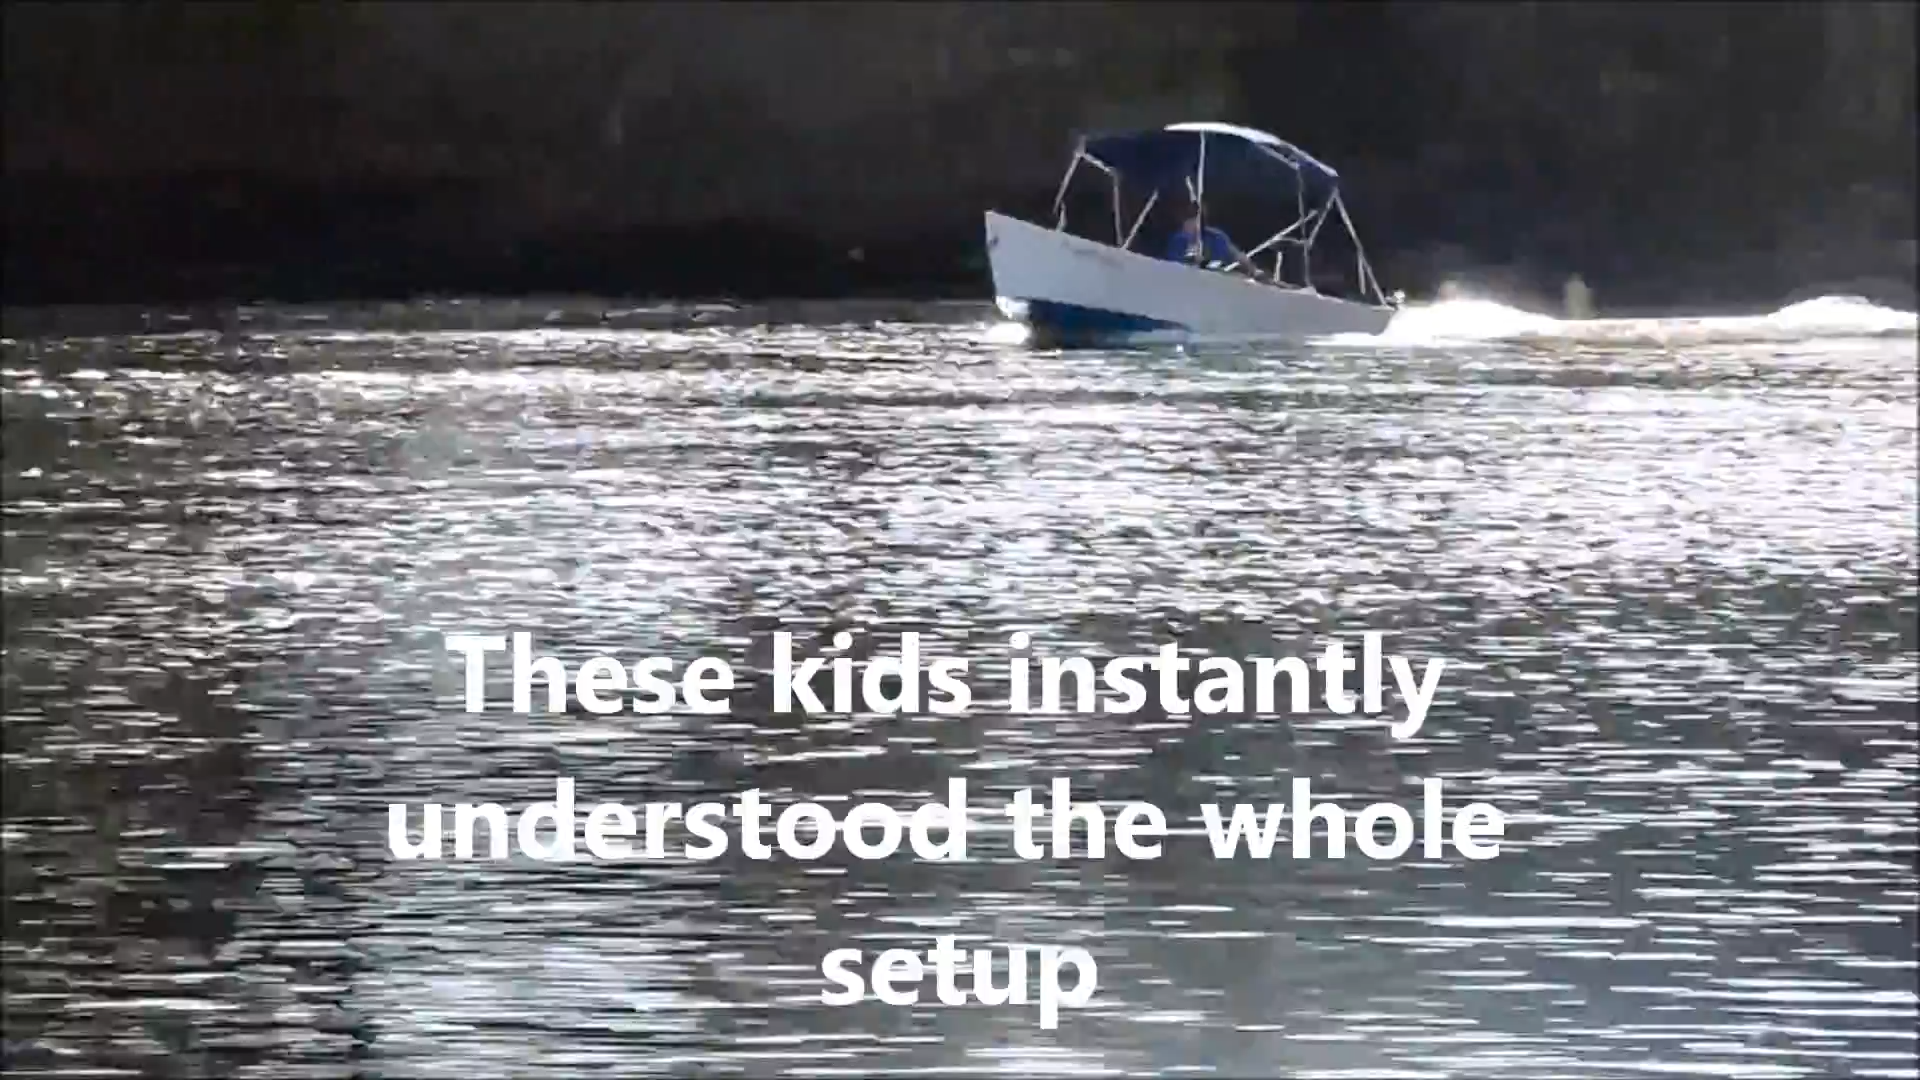 These kids instantly
understood the whole
setup